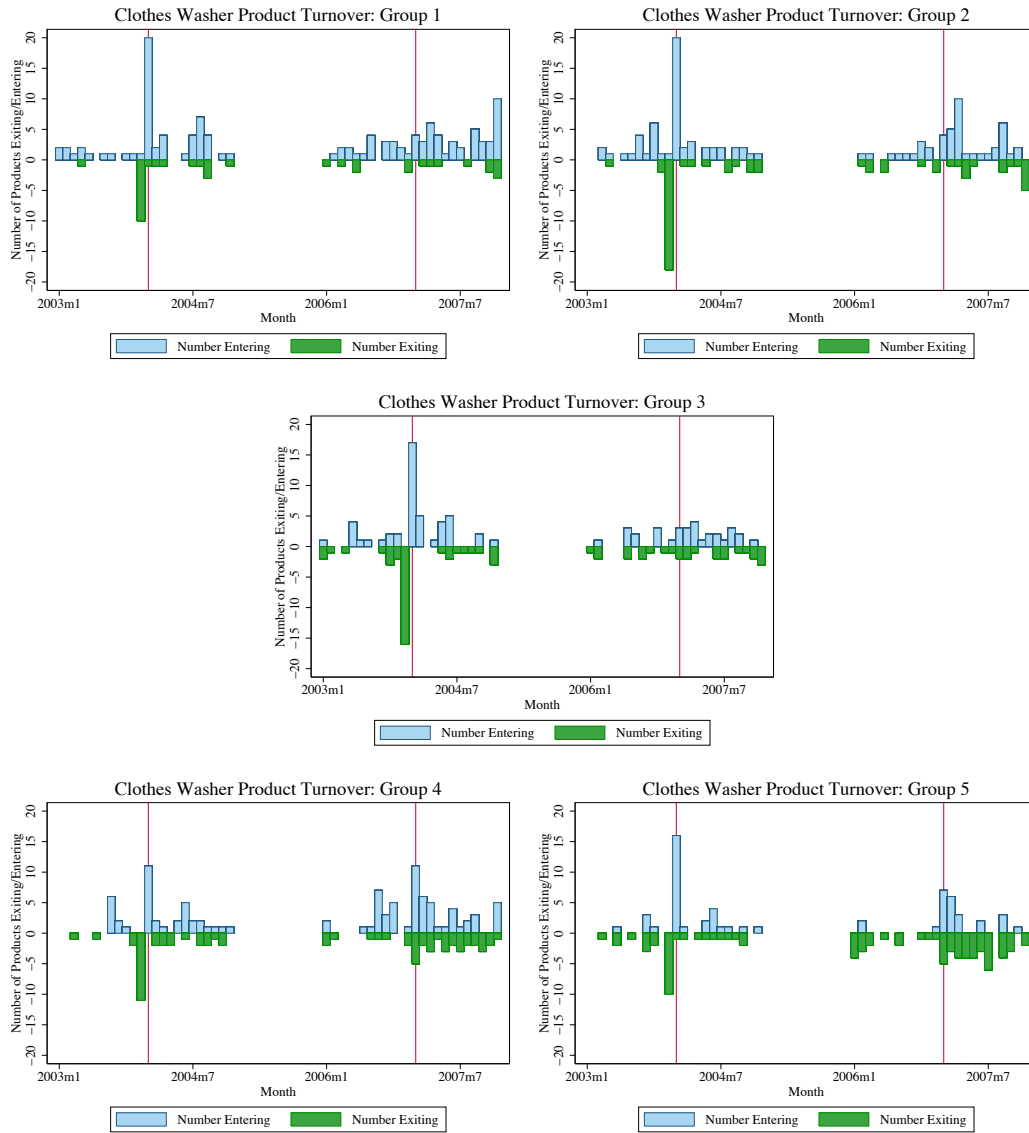 Clothes Washer Product Turnover: Group 1
Number of Products Exiting/Entering
20
15
10
5
0
−5
−10
−15
−20
2003m1 2004m7 2006m1 2007m7
Month
Number Entering Number Exiting
Clothes Washer Product Turnover: Group 2
Number of Products Exiting/Entering
20
15
10
5
0
−5
−10
−15
−20
2003m1 2004m7 2006m1 2007m7
Month
Number Entering Number Exiting
Clothes Washer Product Turnover: Group 3
Number of Products Exiting/Entering
20
15
10
5
0
−5
−10
−15
−20
2003m1 2004m7 2006m1 2007m7
Month
Number Entering Number Exiting
Clothes Washer Product Turnover: Group 4
Number of Products Exiting/Entering
20
15
10
5
0
−5
−10
−15
−20
2003m1 2004m7 2006m1 2007m7
Month
Number Entering Number Exiting
Clothes Washer Product Turnover: Group 5
Number of Products Exiting/Entering
20
15
10
5
0
−5
−10
−15
−20
2003m1 2004m7 2006m1 2007m7
Month
Number Entering Number Exiting